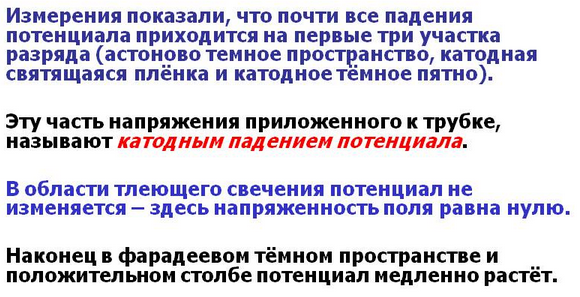 Измерения показали, что почти все падения
потенциала приходится на первые три участка
разряда (астоново темное пространство, катодная
святящаяся плёнка и катодное тёмное пятно).
Эту часть напряжения приложенного к трубке,
называют катодным падением потенциала.
В области тлеющего свечения потенциал не
изменяется – здесь напряженность поля равна нулю.
Наконец в фарадеевом тёмном пространстве и
положительном столбе потенциал медленно растёт.